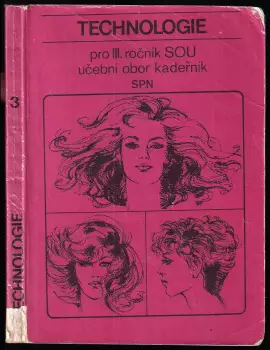 TECHNOLOGIE
pro III. ročník SOU
učební obor kadeřník
SPN
3
TECHNOLOGIE